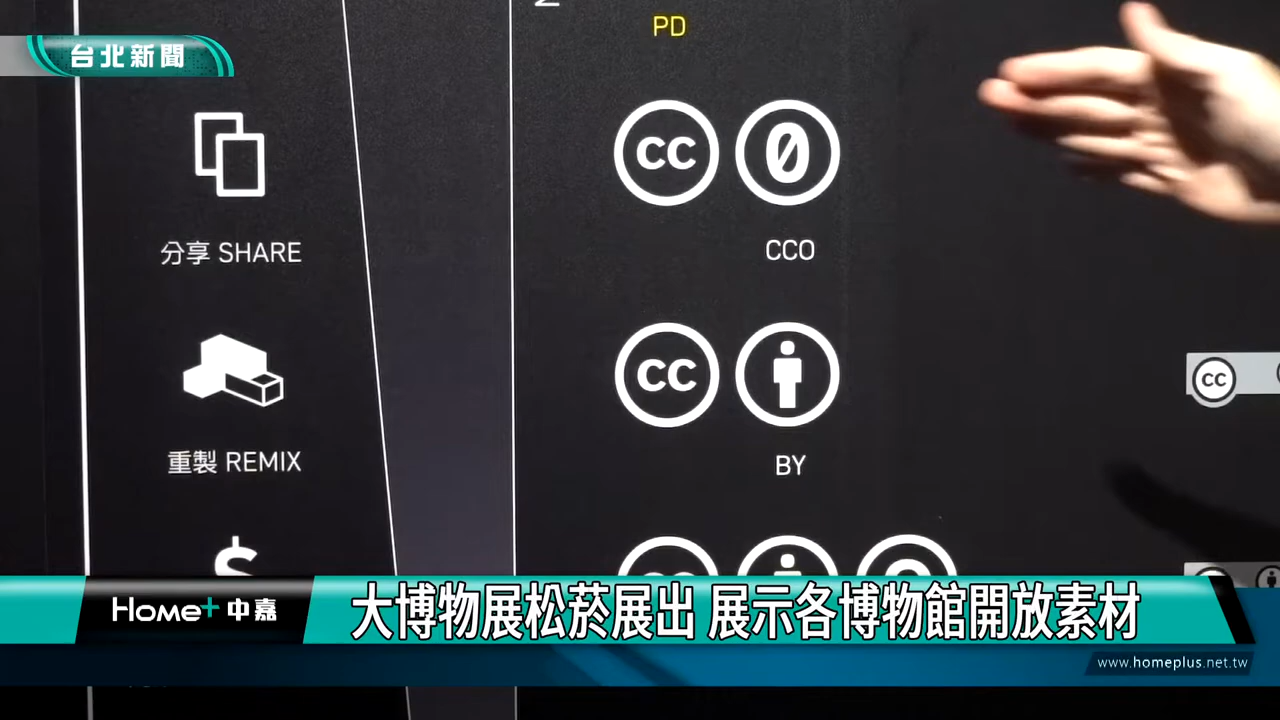 台北新聞
PD
CC 0
分享 SHARE
CC0
CC
BY
CC
重製 REMIX
$
Home+中嘉
大博物展松菸展出 展示各博物館開放素材
www.homeplus.net.tw